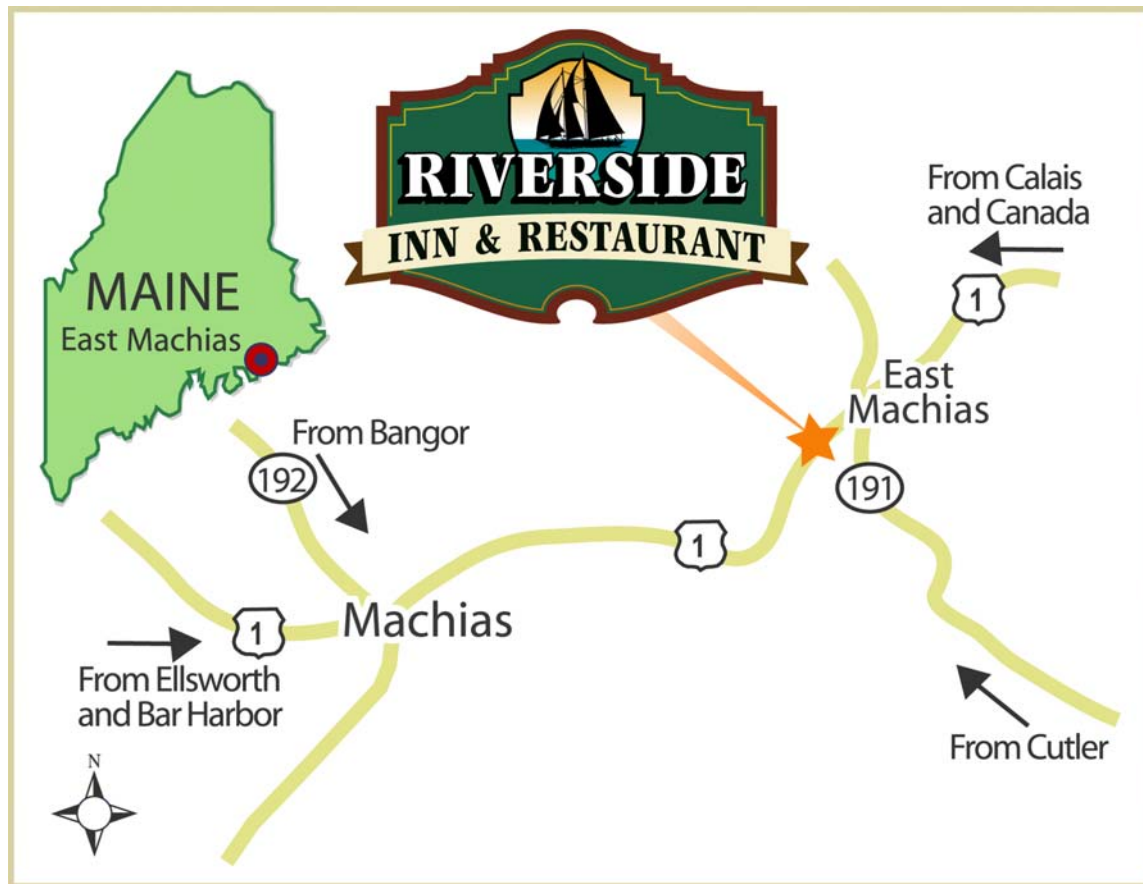 RIVERSIDE
INN & RESTAURANT
From Calais
and Canada
1
MAINE
East Machias
East
Machias
From Bangor
192
191
1
Machias
1
From Ellsworth
and Bar Harbor
From Cutler
N